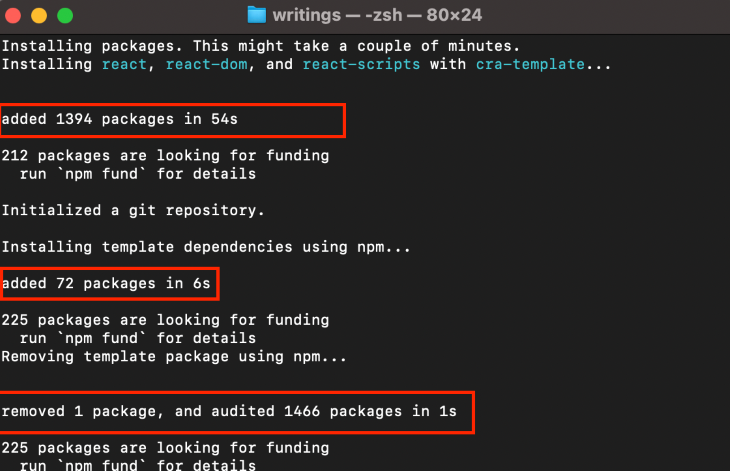 writings — -zsh — 80×24
Installing packages. This might take a couple of minutes.
Installing react, react-dom, and react-scripts with cra-template...
added 1394 packages in 54s
212 packages are looking for funding
  run `npm fund` for details
Initialized a git repository.
Installing template dependencies using npm...
added 72 packages in 6s
225 packages are looking for funding
  run `npm fund` for details
Removing template package using npm...
removed 1 package, and audited 1466 packages in 1s
225 packages are looking for funding
  run `npm fund` for details